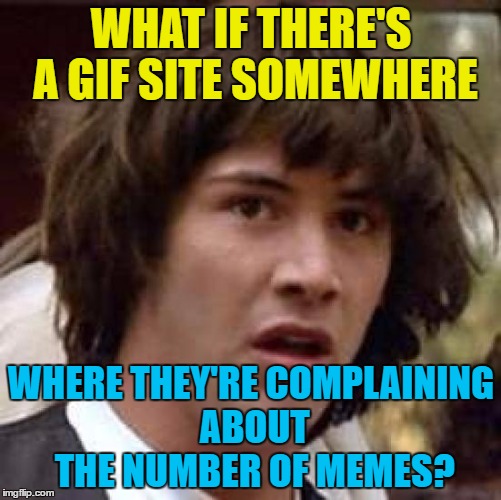 WHAT IF THERE'S
A GIF SITE SOMEWHERE
WHERE THEY'RE COMPLAINING
ABOUT
THE NUMBER OF MEMES?
imgflip.com